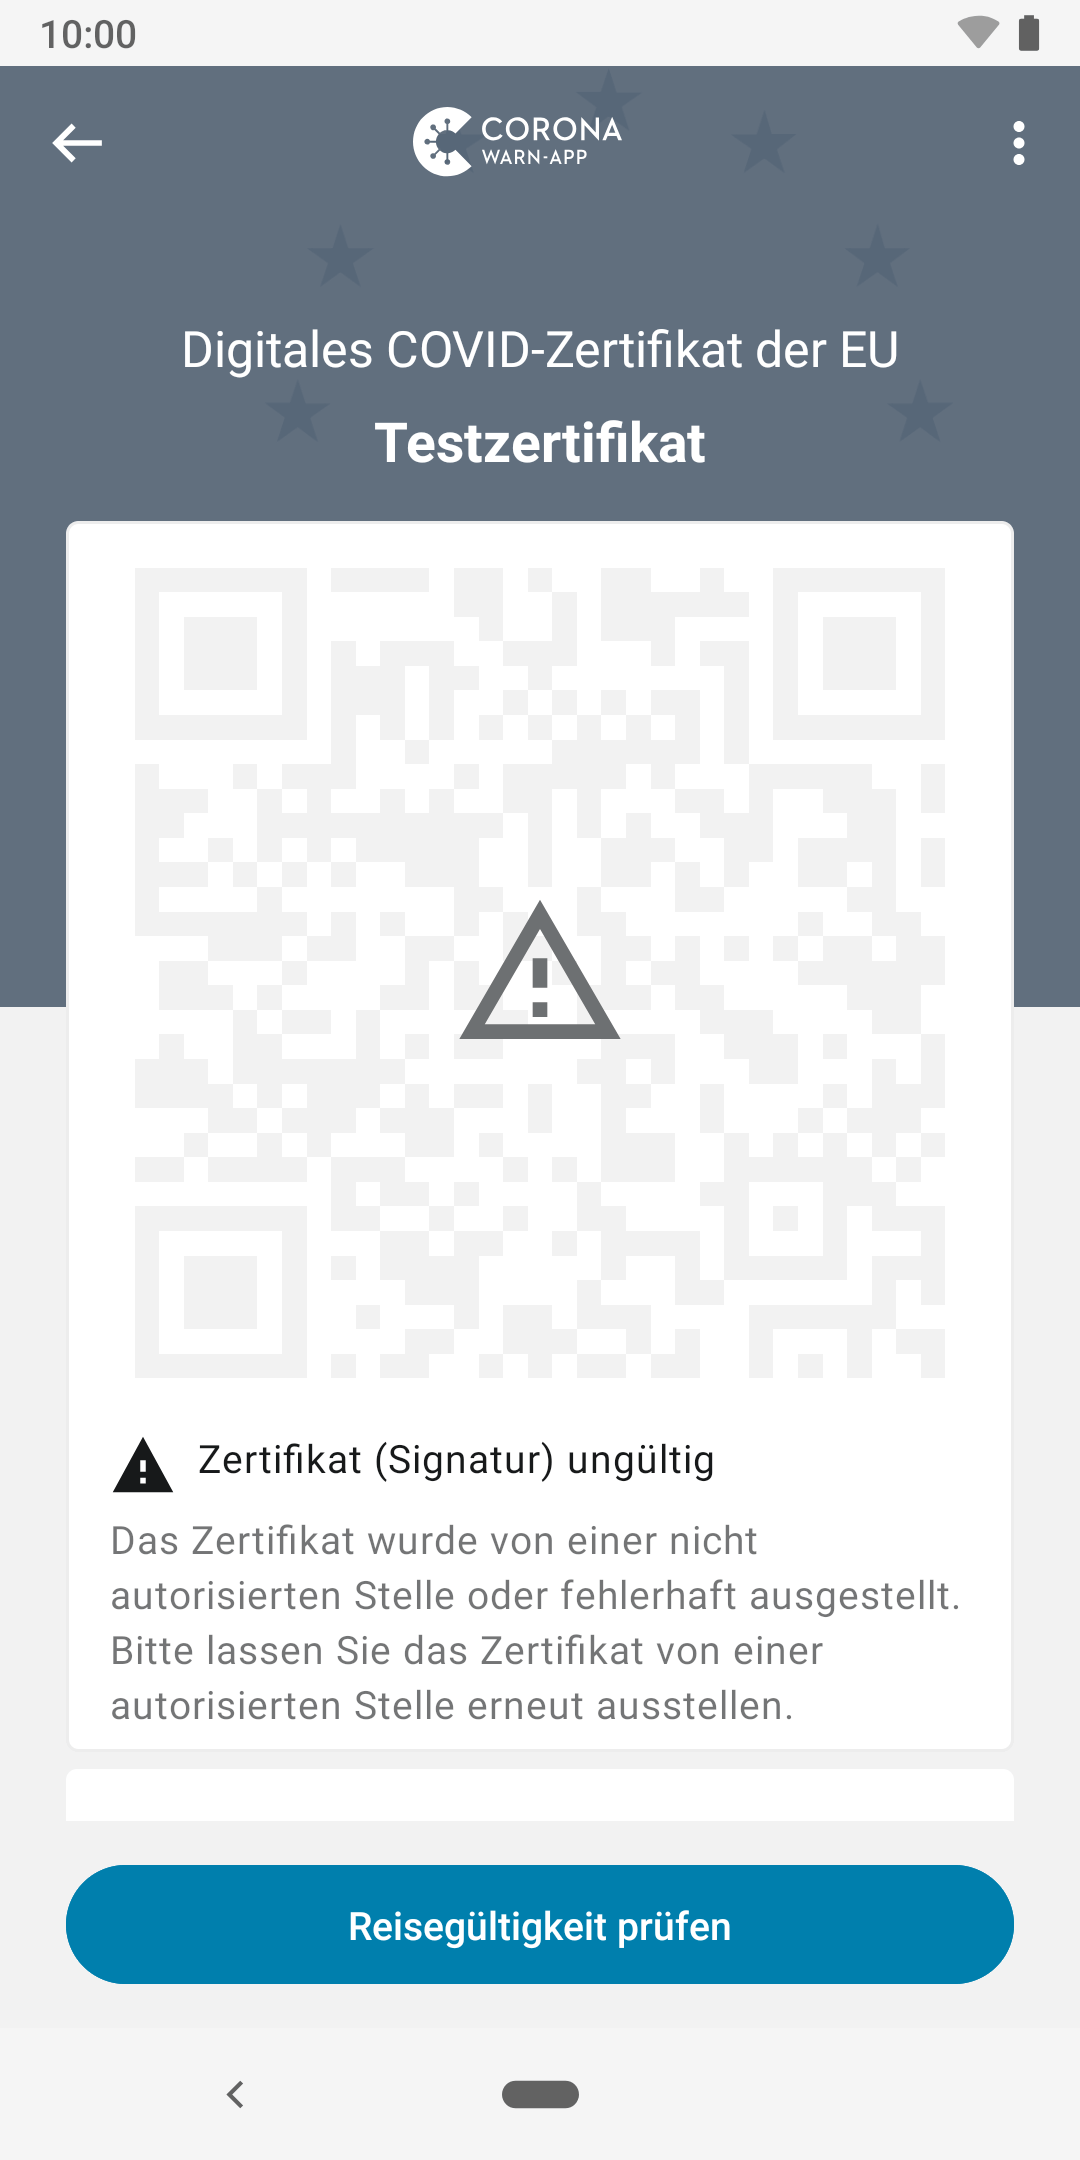 10:00
CORONA
WARN-APP
Digitales COVID-Zertifikat der EU
Testzertifikat
Zertifikat (Signatur) ungültig
Das Zertifikat wurde von einer nicht
autorisierten Stelle oder fehlerhaft ausgestellt.
Bitte lassen Sie das Zertifikat von einer
autorisierten Stelle erneut ausstellen.
Reisegültigkeit prüfen